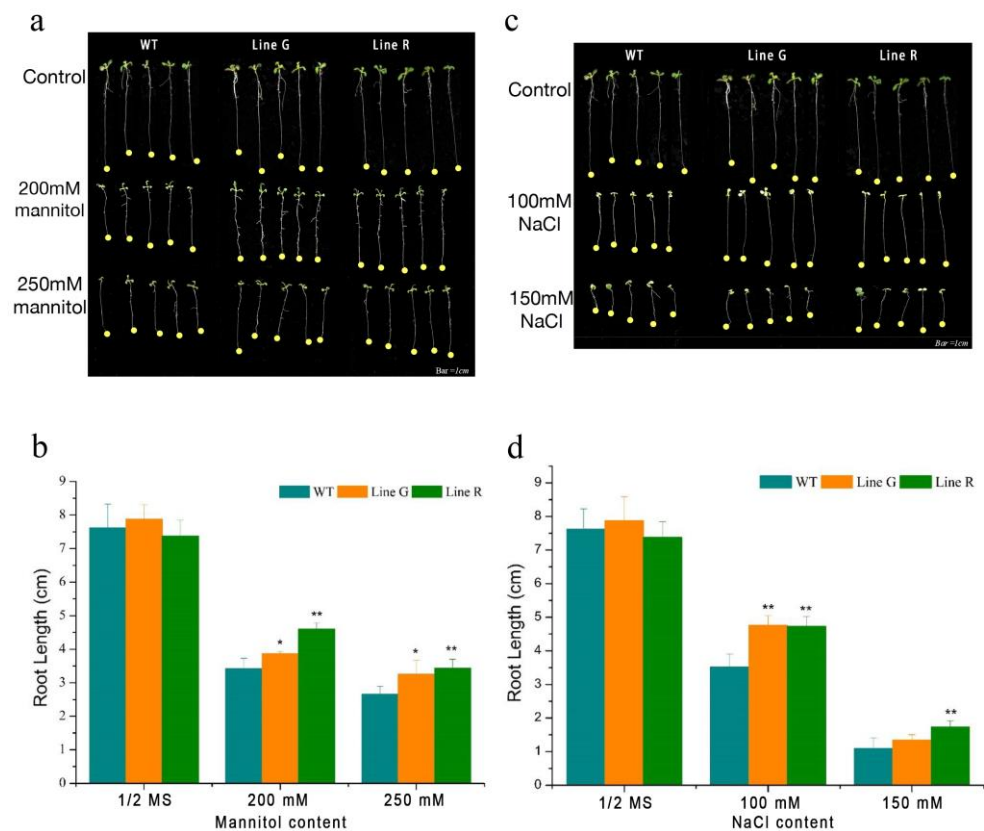 a
WT Line G Line R
Control
200mM
mannitol
250mM
mannitol
Bar =1cm
c
WT Line G Line R
Control
100mM
NaCl
150mM
NaCl
Bar =1cm
b
WT Line G Line R
Root Length (cm)
9
8
7
6
5
4
3
2
1
0
* **
* **
1/2 MS 200 mM 250 mM
Mannitol content
d
WT Line G Line R
Root Length (cm)
9
8
7
6
5
4
3
2
1
0
** **
**
1/2 MS 100 mM 150 mM
NaCl content